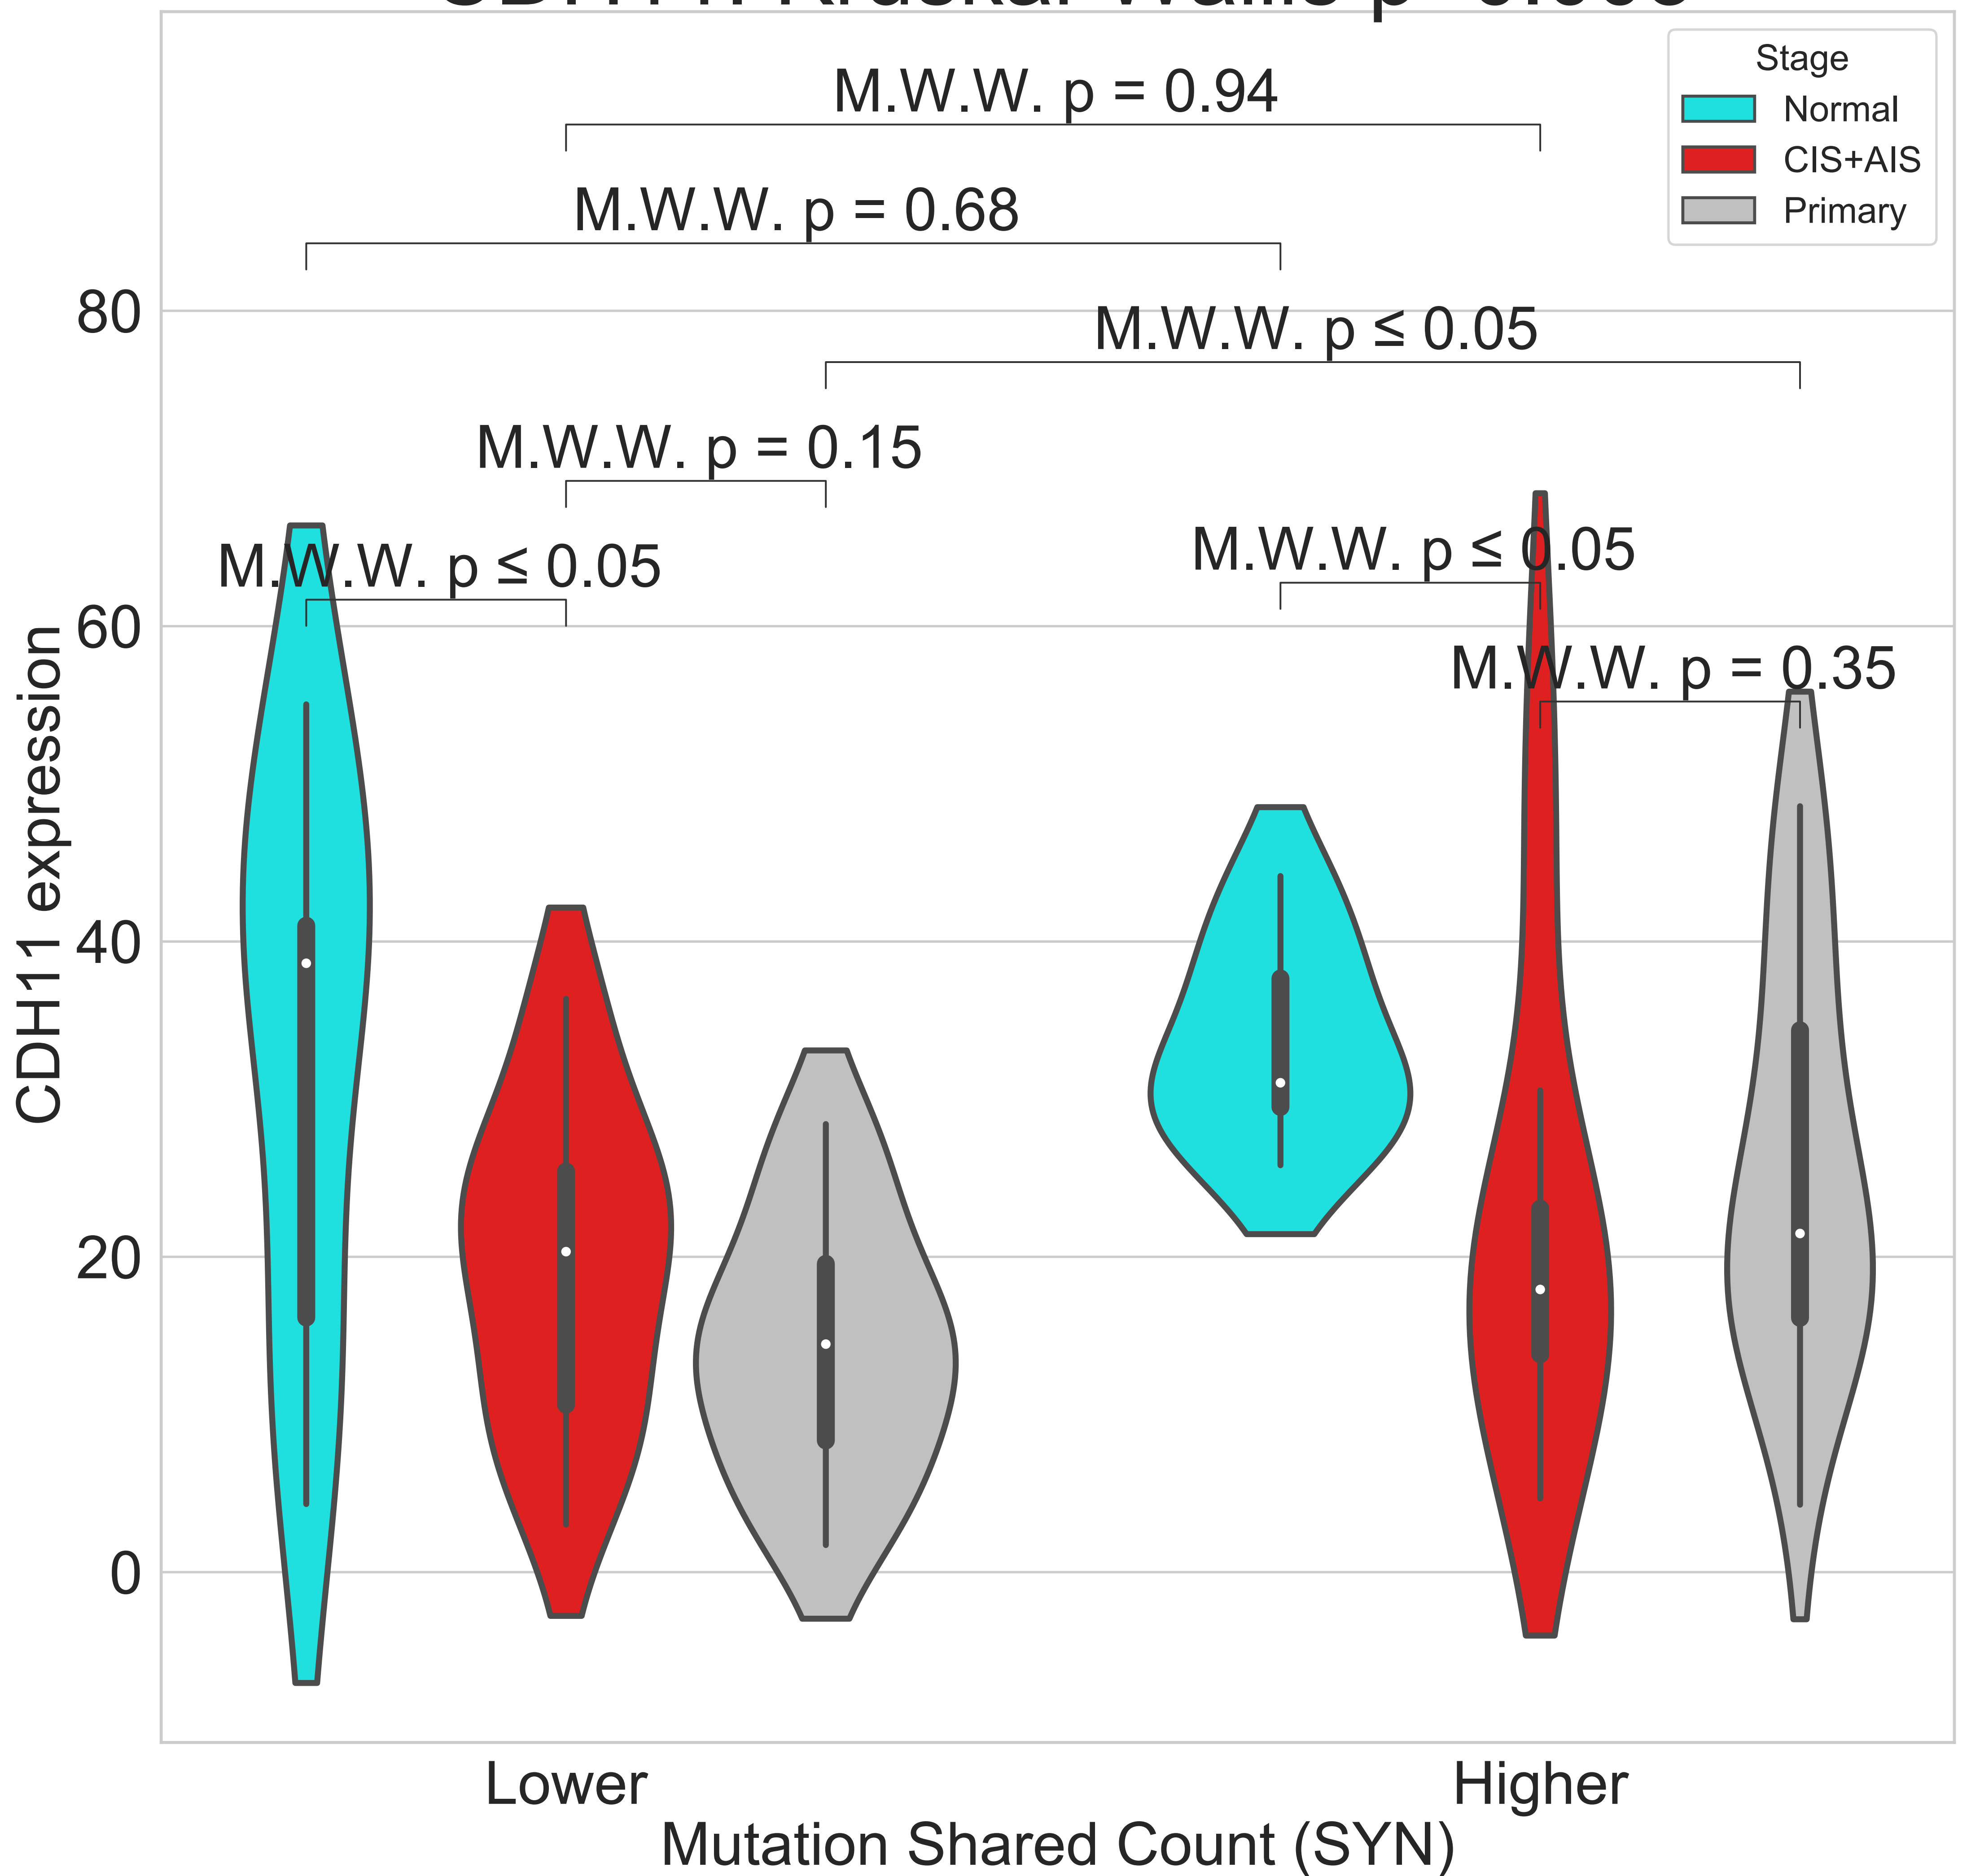 Stage
Normal
CIS+AIS
Primary
M.W.W. p = 0.94
M.W.W. p = 0.68
M.W.W. p ≤ 0.05
M.W.W. p = 0.15
M.W.W. p ≤ 0.05
M.W.W. p ≤ 0.05
M.W.W. p = 0.35
80
60
40
20
0
CDH11 expression
Lower
Higher
Mutation Shared Count (SYN)